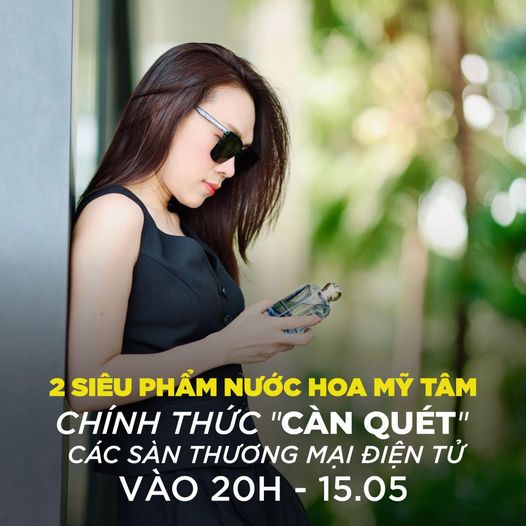 2 SIÊU PHẨM NƯỚC HOA MỸ TÂM
CHÍNH THỨC "CÀN QUÉT"
CÁC SÀN THƯƠNG MẠI ĐIỆN TỬ
VÀO 20H - 15.05